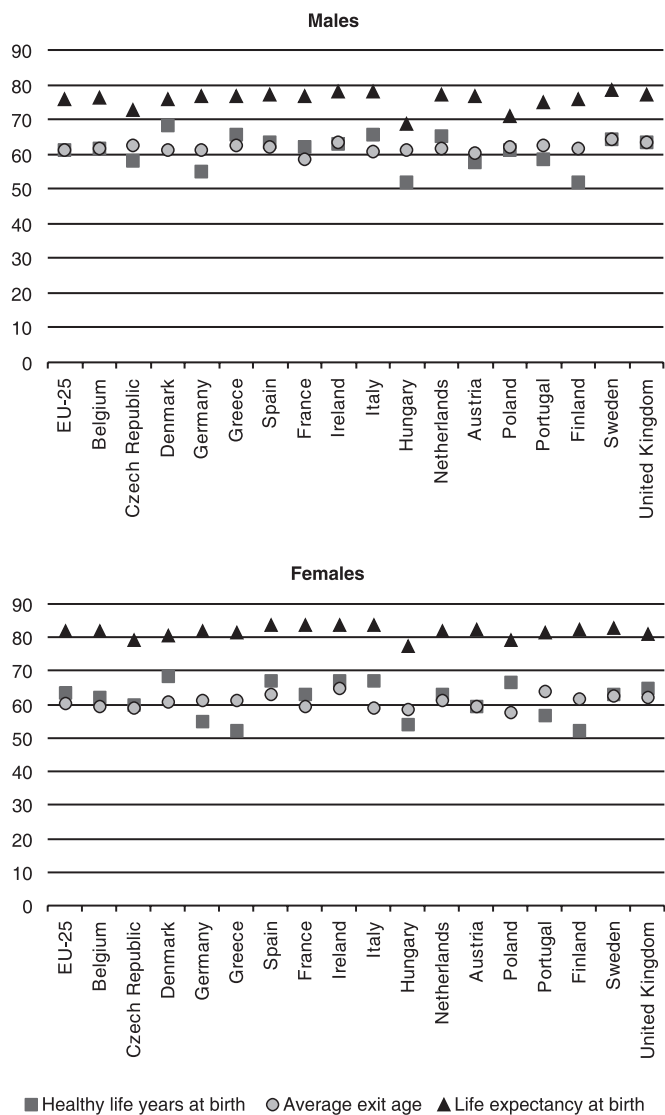 Males
90
80
70
60
50
40
30
20
10
0
EU-25
Belgium
Czech Republic
Denmark
Germany
Greece
Spain
France
Ireland
Italy
Hungary
Netherlands
Austria
Poland
Portugal
Finland
Sweden
United Kingdom
Females
90
80
70
60
50
40
30
20
10
0
EU-25
Belgium
Czech Republic
Denmark
Germany
Greece
Spain
France
Ireland
Italy
Hungary
Netherlands
Austria
Poland
Portugal
Finland
Sweden
United Kingdom
Healthy life years at birth Average exit age Life expectancy at birth